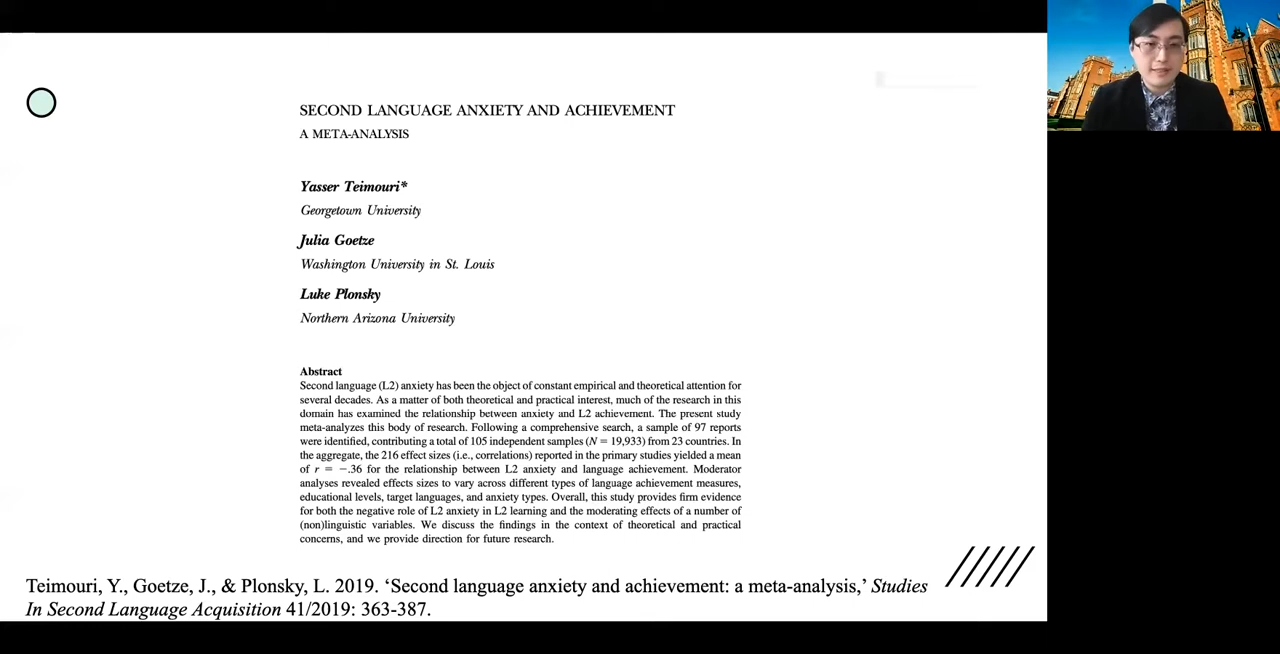 SECOND LANGUAGE ANXIETY AND ACHIEVEMENT
A META-ANALYSIS
Yasser Teimouri*
Georgetown University
Julia Goetze
Washington University in St. Louis
Luke Plonsky
Northern Arizona University
Abstract
Second language (L2) anxiety has been the object of constant empirical and theoretical attention for
several decades. As a matter of both theoretical and practical interest, much of the research in this
domain has examined the relationship between anxiety and L2 achievement. The present study
meta-analyzes this body of research. Following a comprehensive search, a sample of 97 reports
were identified, contributing a total of 105 independent samples (N = 19,933) from 23 countries. In
the aggregate, the 216 effect sizes (i.e., correlations) reported in the primary studies yielded a mean
of r = −.36 for the relationship between L2 anxiety and language achievement. Moderator
analyses revealed effects sizes to vary across different types of language achievement measures,
educational levels, target languages, and anxiety types. Overall, this study provides firm evidence
for both the negative role of L2 anxiety in L2 learning and the moderating effects of a number of
(non)linguistic variables. We discuss the findings in the context of theoretical and practical
concerns, and we provide direction for future research.
Teimouri, Y., Goetze, J., & Plonsky, L. 2019. ‘Second language anxiety and achievement: a meta-analysis,’ Studies
In Second Language Acquisition 41/2019: 363-387.